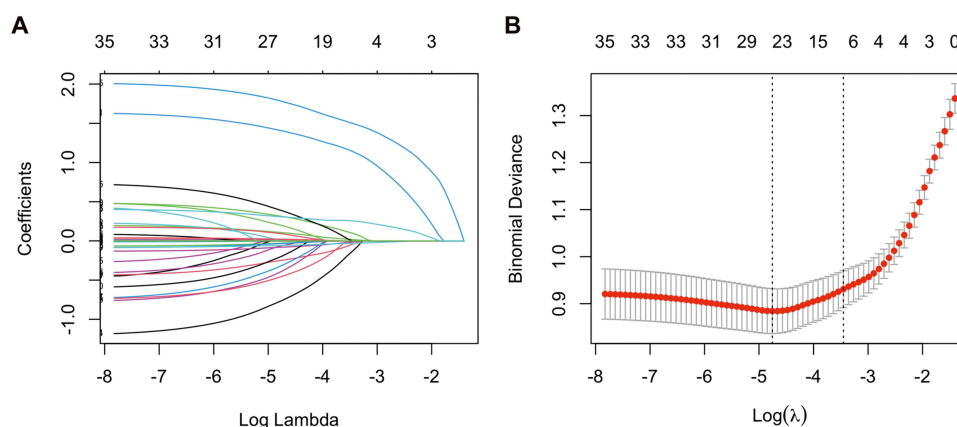 A
35 33 31 27 19 4 3
Coefficients
2.0
1.0
0.0
-1.0
-8 -7 -6 -5 -4 -3 -2
Log Lambda
B
35 33 33 31 29 23 15 6 4 4 3 0
Binomial Deviance
1.3
1.2
1.1
1.0
0.9
-8 -7 -6 -5 -4 -3 -2
Log(λ)